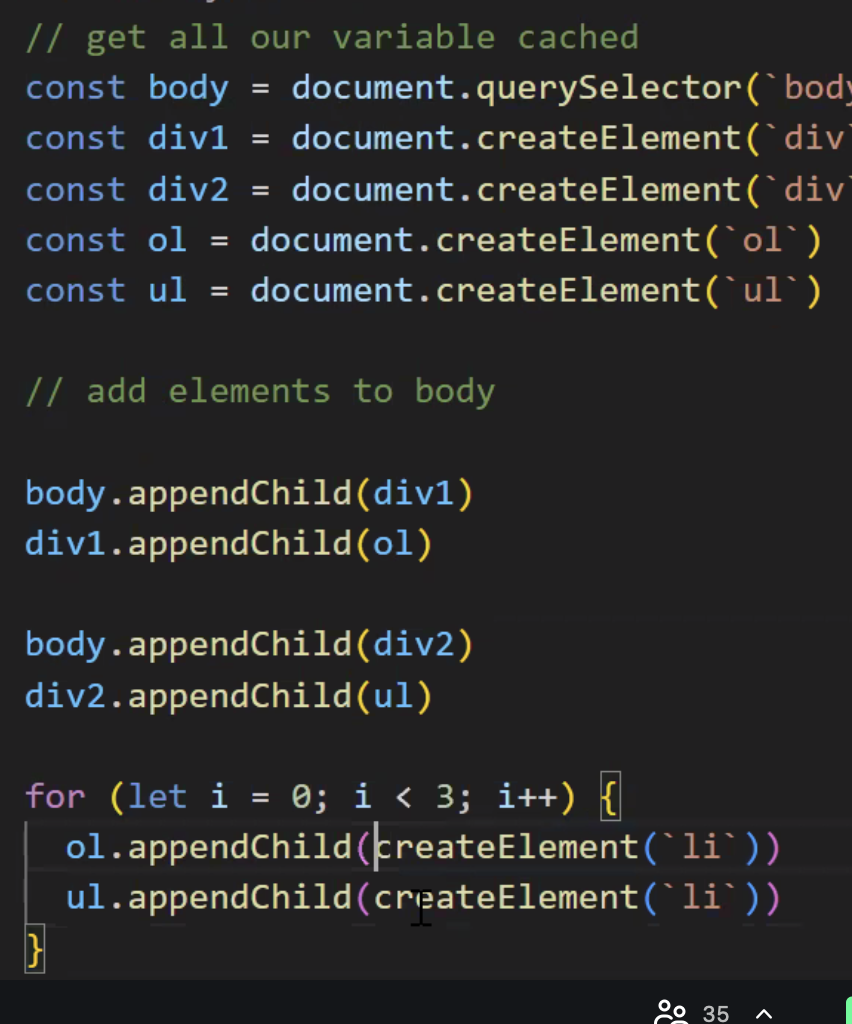 // get all our variable cached
const body = document.querySelector(`body
const div1 = document.createElement(`div`
const div2 = document.createElement(`div`
const ol = document.createElement(`ol`)
const ul = document.createElement(`ul`)
// add elements to body
body.appendChild(div1)
div1.appendChild(ol)
body.appendChild(div2)
div2.appendChild(ul)
for (let i = 0; i < 3; i++) {
ol.appendChild(createElement(`li`))
ul.appendChild(createElement(`li`))
}
35